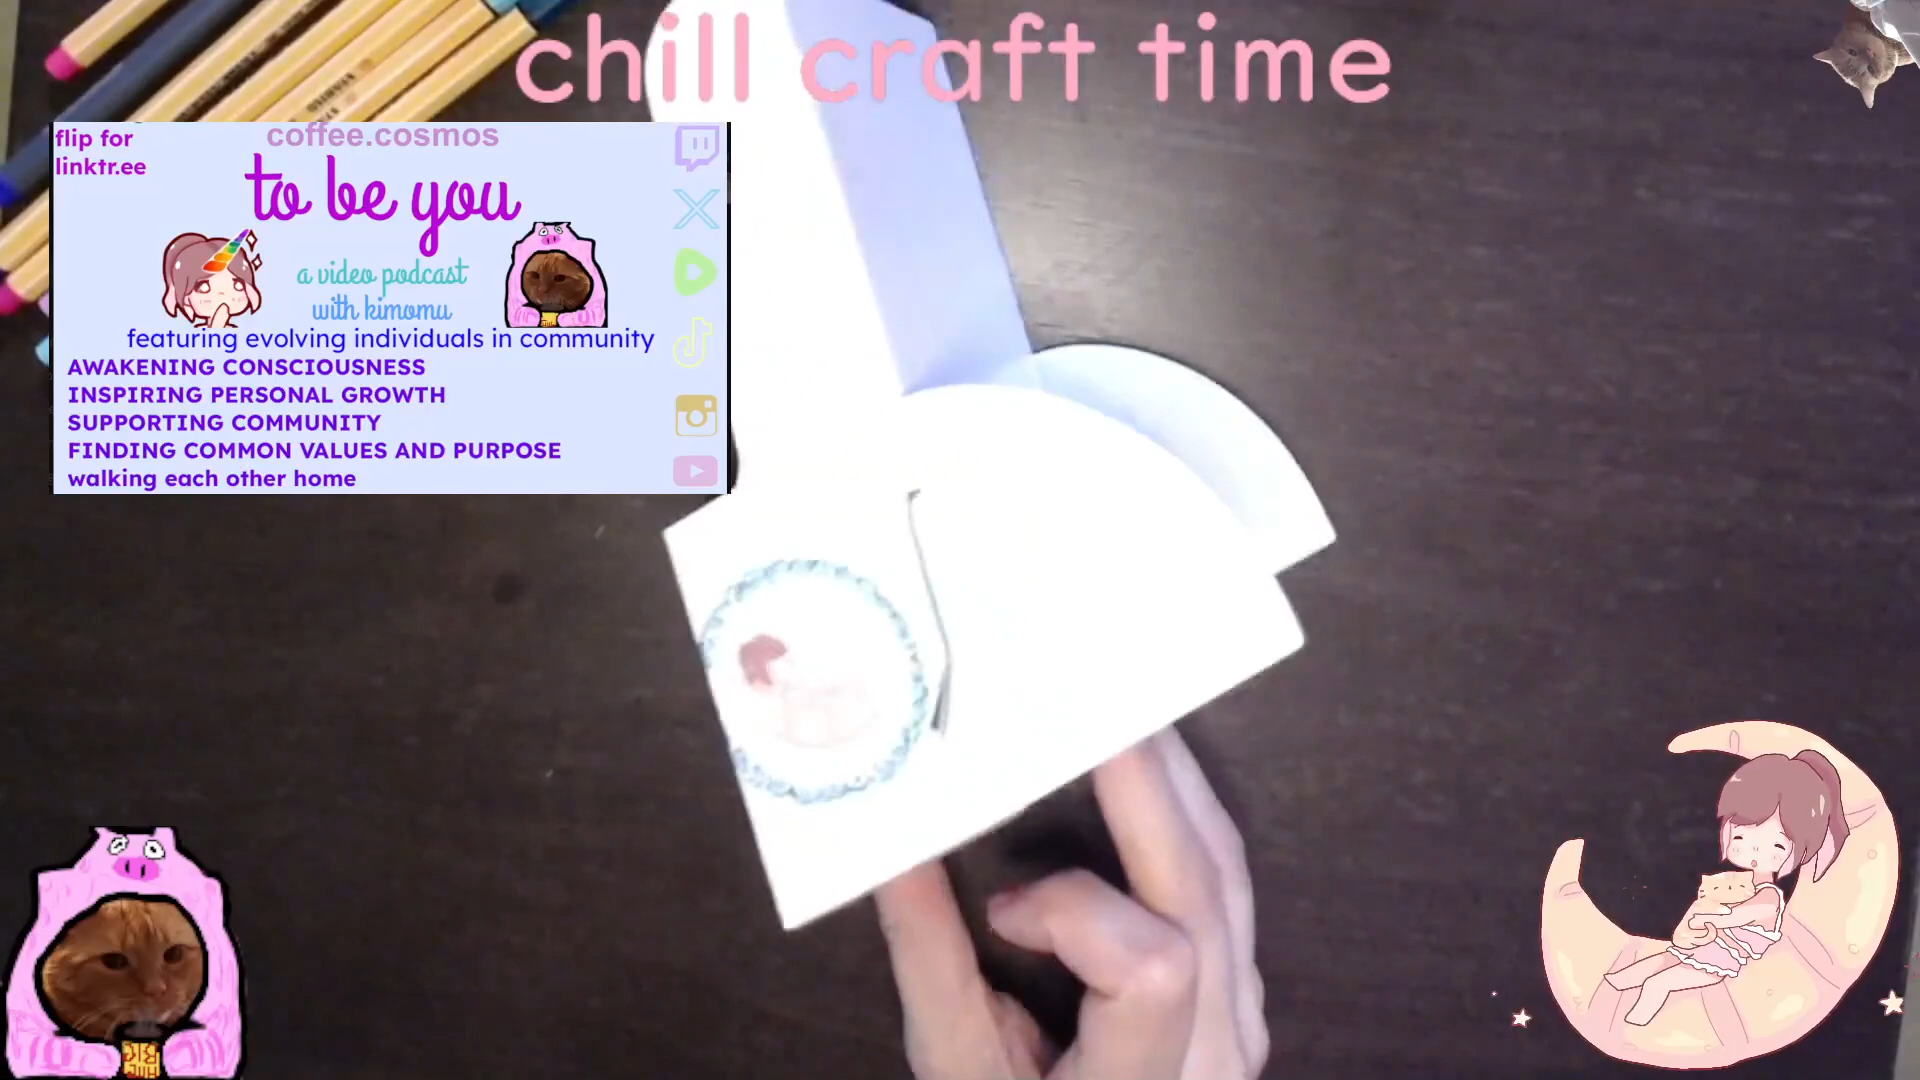 chill craft time
flip for
linktr.ee
coffee.cosmos
to be you
a video podcast
with kimomu
featuring evolving individuals in community
AWAKENING CONSCIOUSNESS
INSPIRING PERSONAL GROWTH
SUPPORTING COMMUNITY
FINDING COMMON VALUES AND PURPOSE
walking each other home